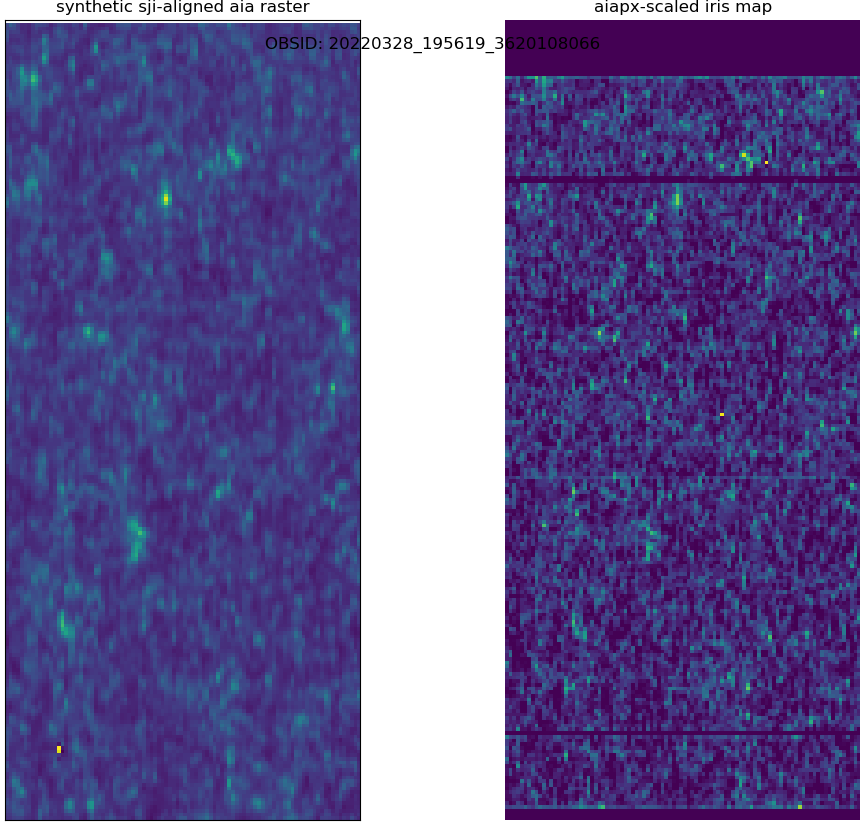 synthetic sji-aligned aia raster
aiapx-scaled iris map
OBSID: 20220328_195619_3620108066